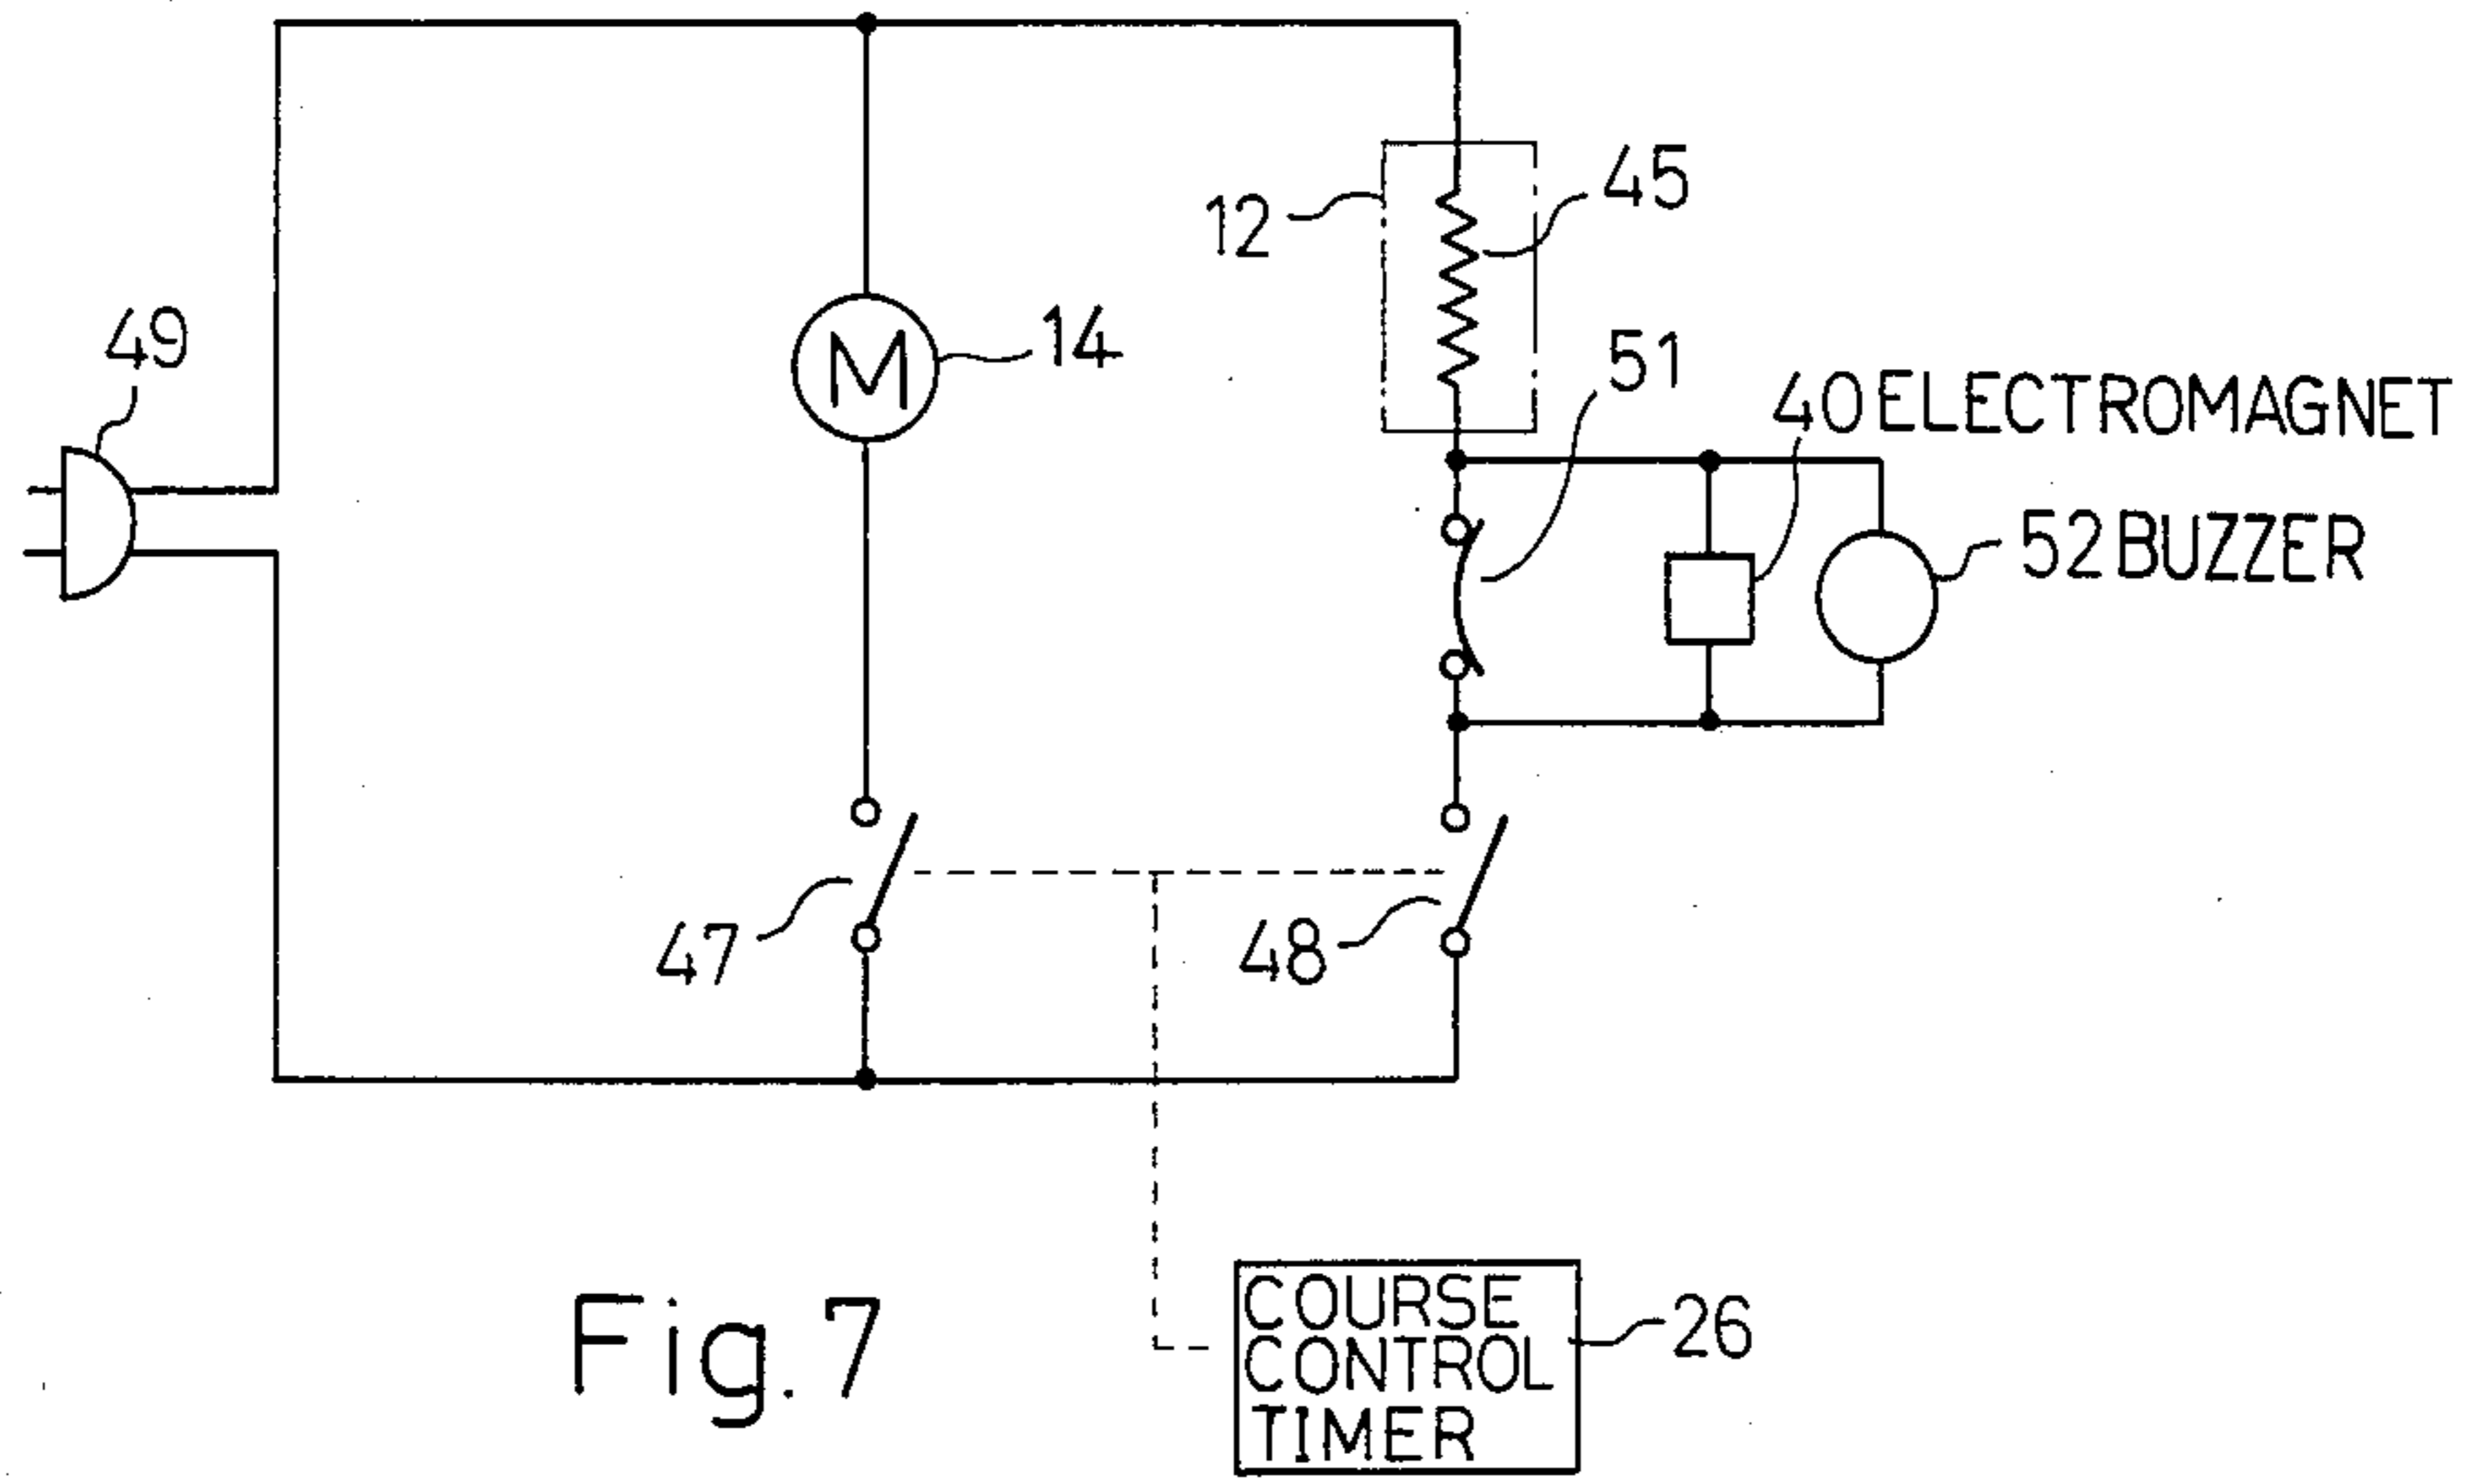 12
45
49
14
51
40 ELECTROMAGNET
M
52 BUZZER
47
48
COURSE
CONTROL
TIMER
26
Fig. 7